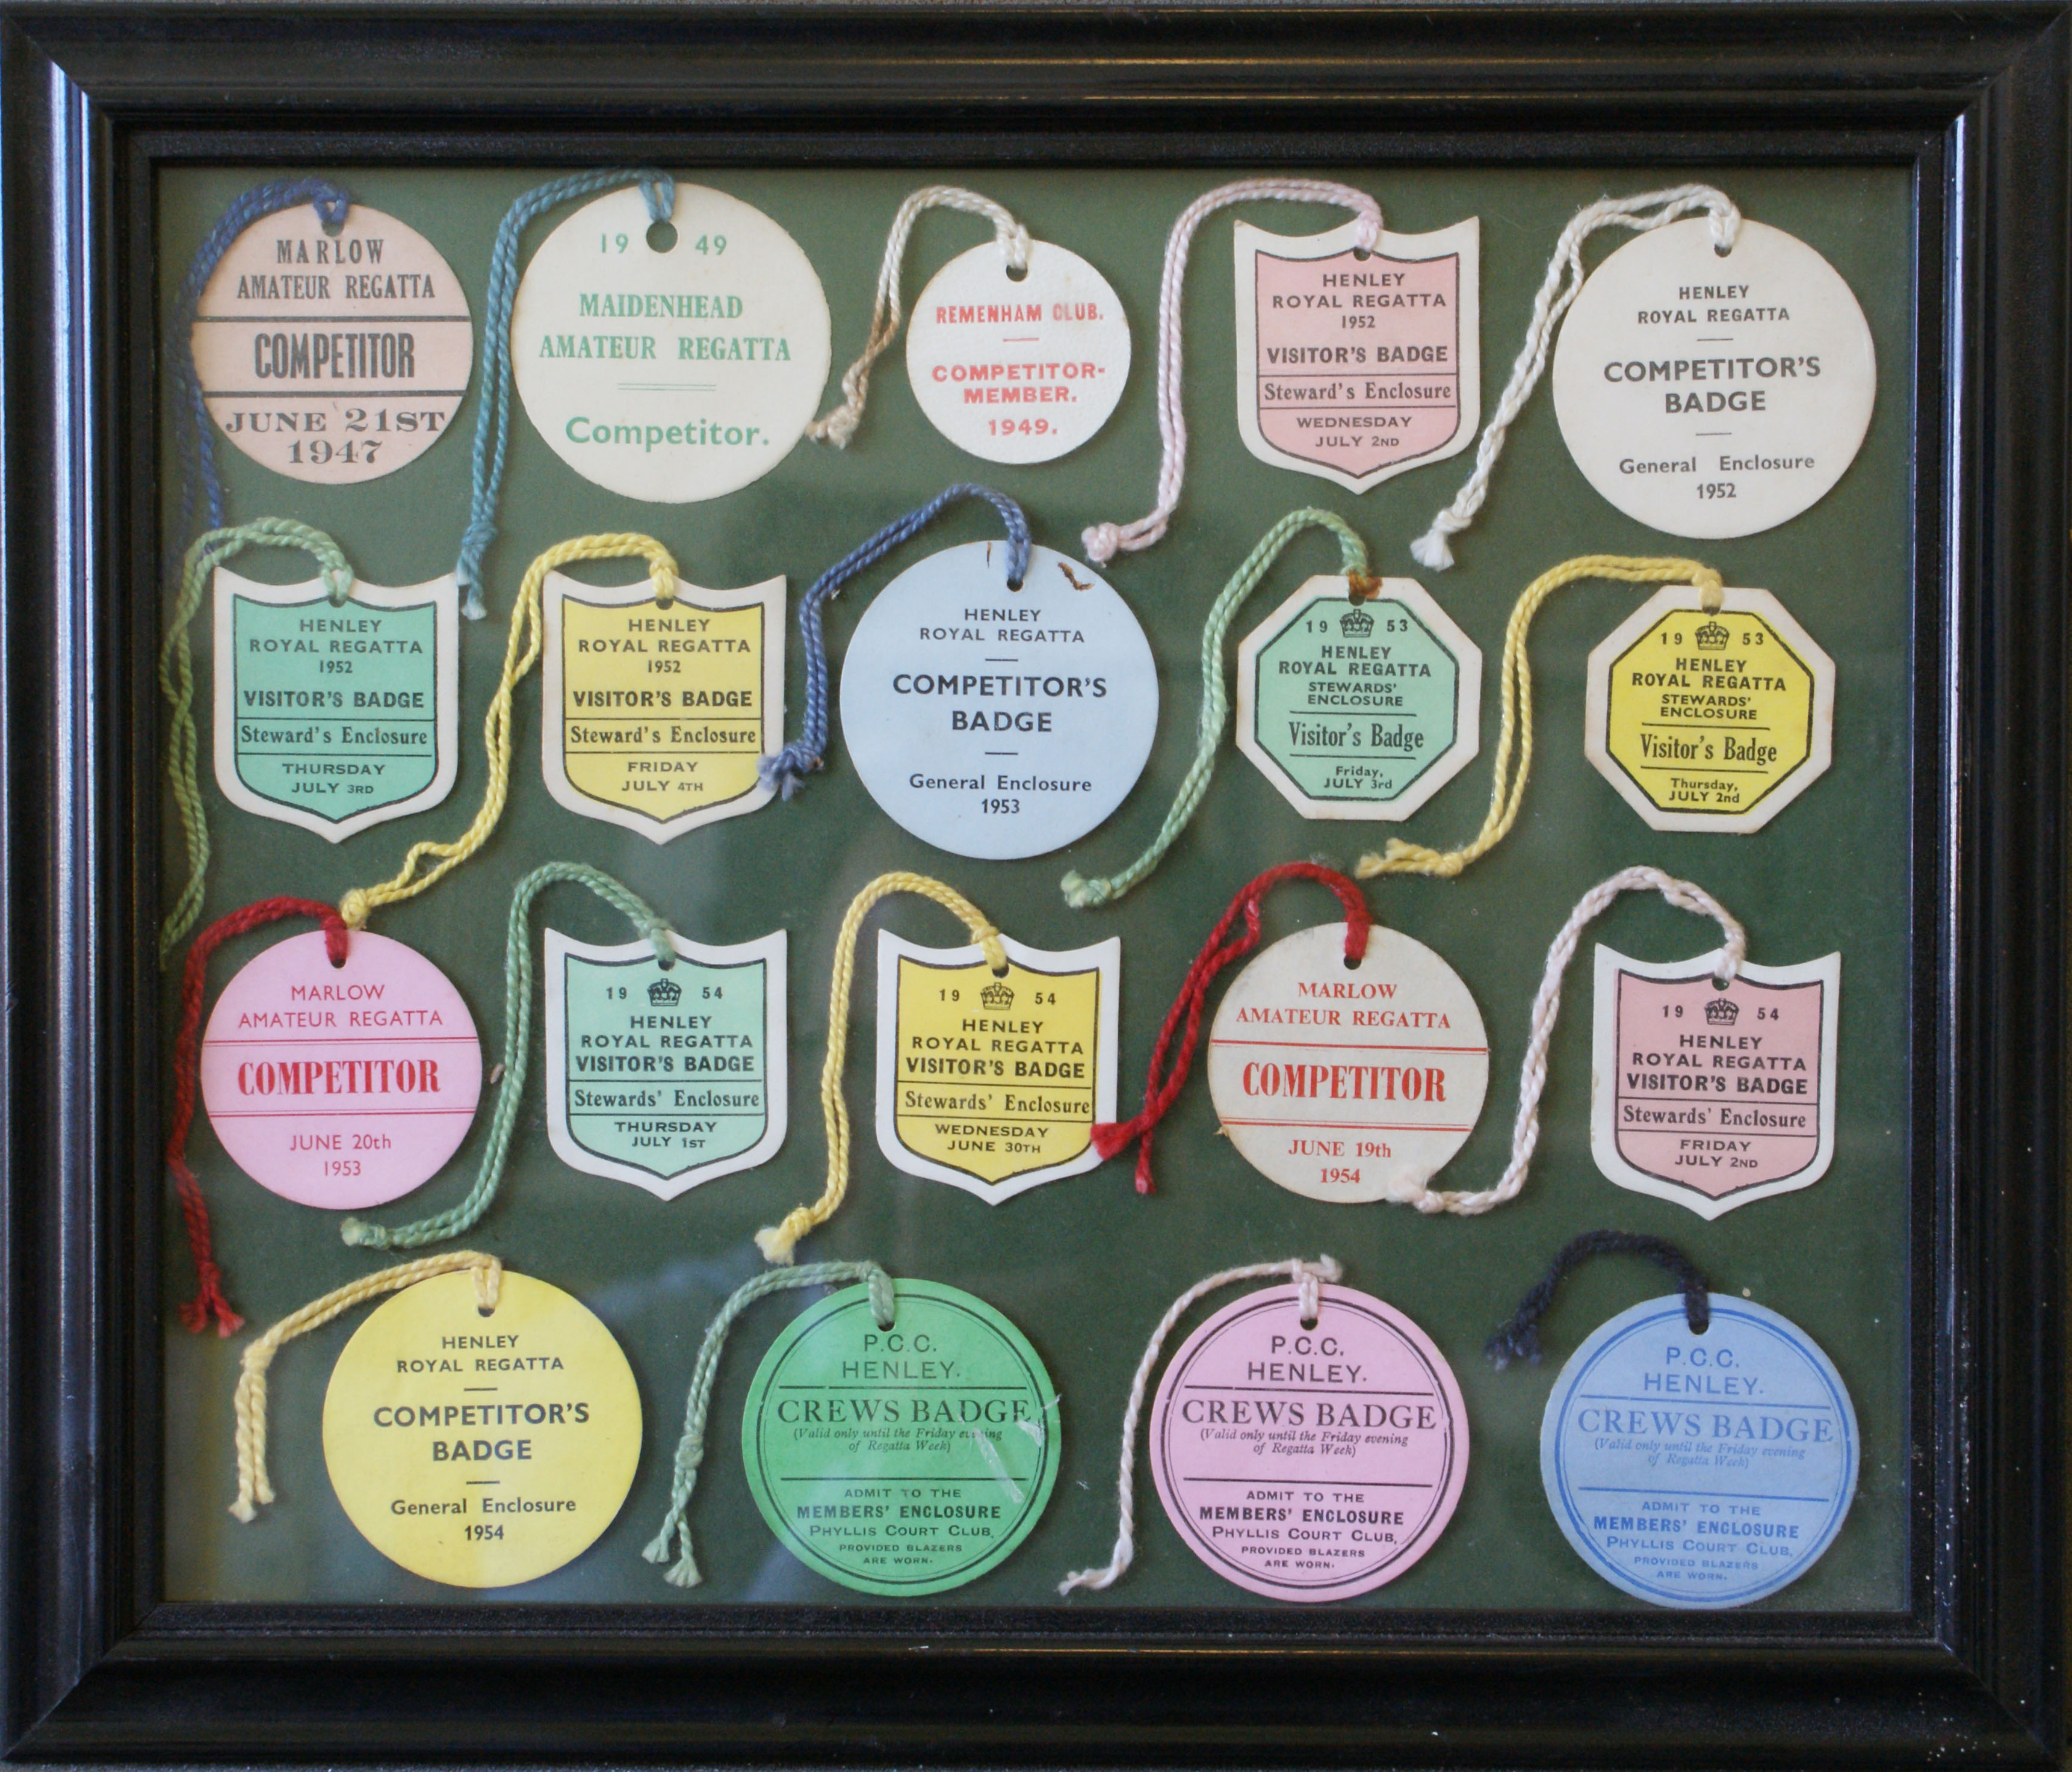 MARLOW
AMATEUR REGATTA
COMPETITOR
JUNE 21ST
1947
19 49
MAIDENHEAD
AMATEUR REGATTA
Competitor.
REMENHAM CLUB.
COMPETITOR-
MEMBER.
1949.
HENLEY
ROYAL REGATTA
1952
VISITOR'S BADGE
Steward's Enclosure
WEDNESDAY
JULY 2ND
HENLEY
ROYAL REGATTA
COMPETITOR'S
BADGE
General Enclosure
1952
HENLEY
ROYAL REGATTA
1952
VISITOR'S BADGE
Steward's Enclosure
THURSDAY
JULY 3RD
HENLEY
ROYAL REGATTA
1952
VISITOR'S BADGE
Steward's Enclosure
FRIDAY
JULY 4TH
HENLEY
ROYAL REGATTA
COMPETITOR'S
BADGE
General Enclosure
1953
19 53
HENLEY
ROYAL REGATTA
STEWARDS'
ENCLOSURE
Visitor's Badge
Friday,
JULY 3rd
19 53
HENLEY
ROYAL REGATTA
STEWARDS'
ENCLOSURE
Visitor's Badge
Thursday,
JULY 2nd
MARLOW
AMATEUR REGATTA
COMPETITOR
JUNE 20th
1953
19 54
HENLEY
ROYAL REGATTA
VISITOR'S BADGE
Stewards' Enclosure
THURSDAY
JULY 1ST
19 54
HENLEY
ROYAL REGATTA
VISITOR'S BADGE
Stewards' Enclosure
WEDNESDAY
JUNE 30TH
MARLOW
AMATEUR REGATTA
COMPETITOR
JUNE 19th
1954
19 54
HENLEY
ROYAL REGATTA
VISITOR'S BADGE
Stewards' Enclosure
FRIDAY
JULY 2ND
HENLEY
ROYAL REGATTA
COMPETITOR'S
BADGE
General Enclosure
1954
P.C.C.
HENLEY.
CREWS BADGE
(Valid only until the Friday evening
of Regatta Week)
ADMIT TO THE
MEMBERS' ENCLOSURE
PHYLLIS COURT CLUB,
PROVIDED BLAZERS
ARE WORN.
P.C.C.
HENLEY.
CREWS BADGE
(Valid only until the Friday evening
of Regatta Week)
ADMIT TO THE
MEMBERS' ENCLOSURE
PHYLLIS COURT CLUB,
PROVIDED BLAZERS
ARE WORN.
P.C.C.
HENLEY.
CREWS BADGE
(Valid only until the Friday evening
of Regatta Week)
ADMIT TO THE
MEMBERS' ENCLOSURE
PHYLLIS COURT CLUB,
PROVIDED BLAZERS
ARE WORN.